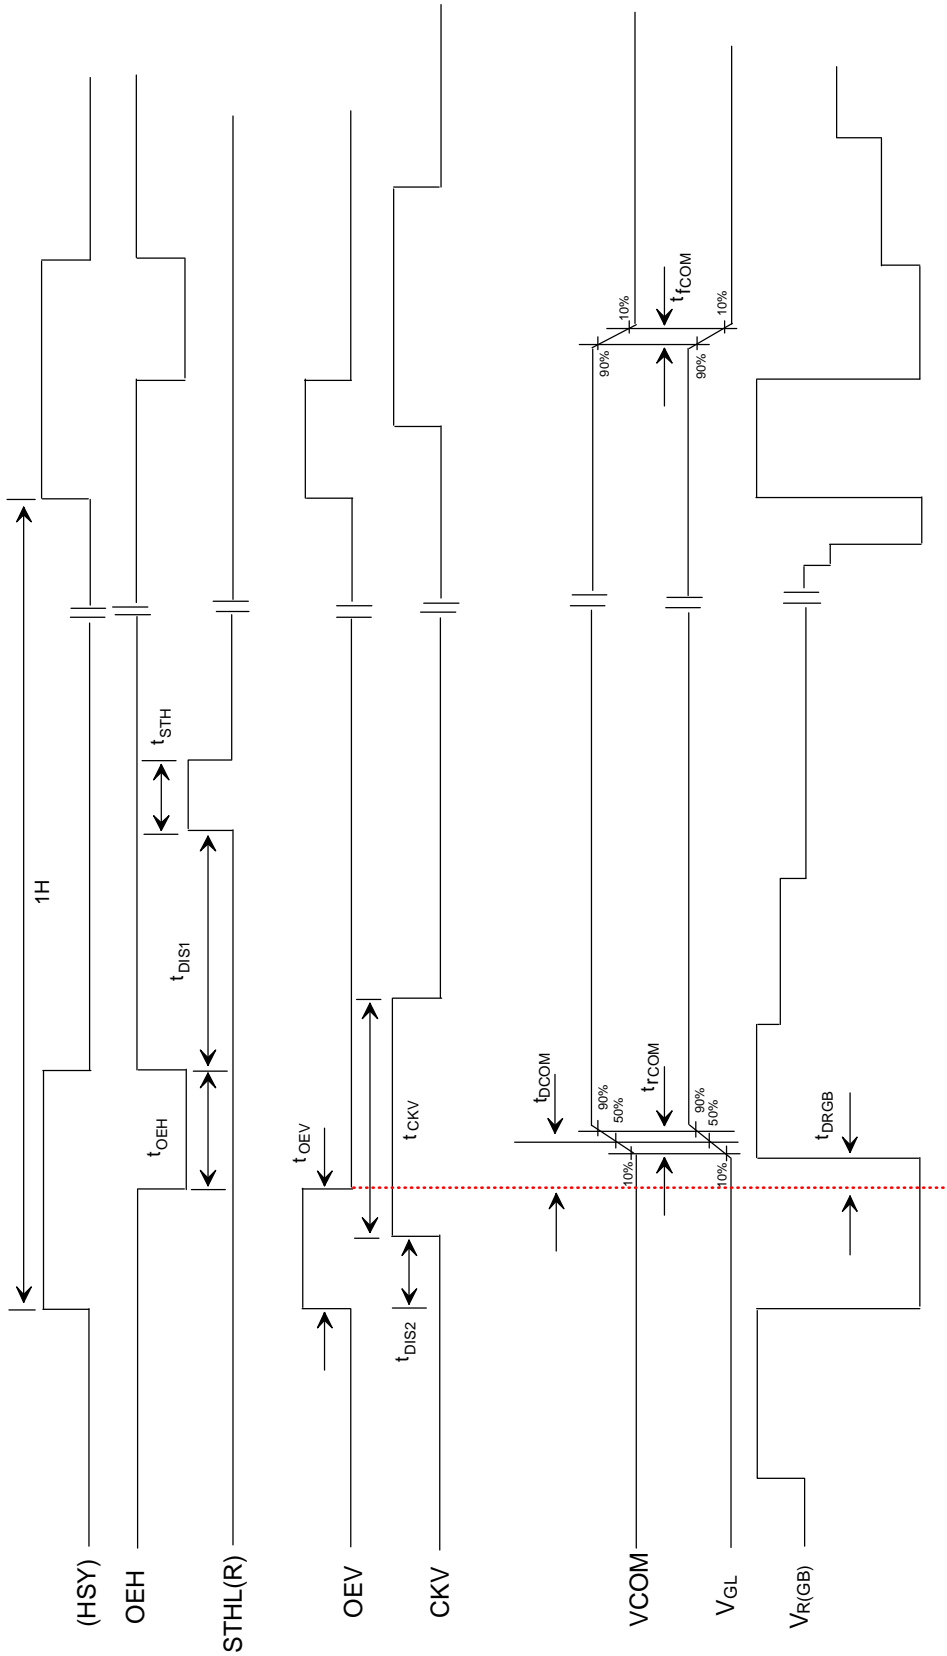 1H
(HSY)
OEH
tOEH
tDIS1
tSTH
STHL(R)
OEV
tOEV
CKV
tDIS2
tCKV
VCOM
tDCOM
10%
50%
90%
90%
10%
trCOM
tfCOM
VGL
10%
50%
90%
90%
10%
VR(GB)
tDRGB